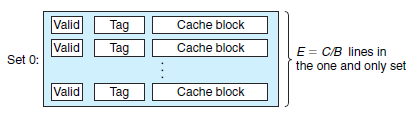 Valid Tag Cache block
Valid Tag Cache block
Set 0:
Valid Tag Cache block
E = C/B lines in
the one and only set